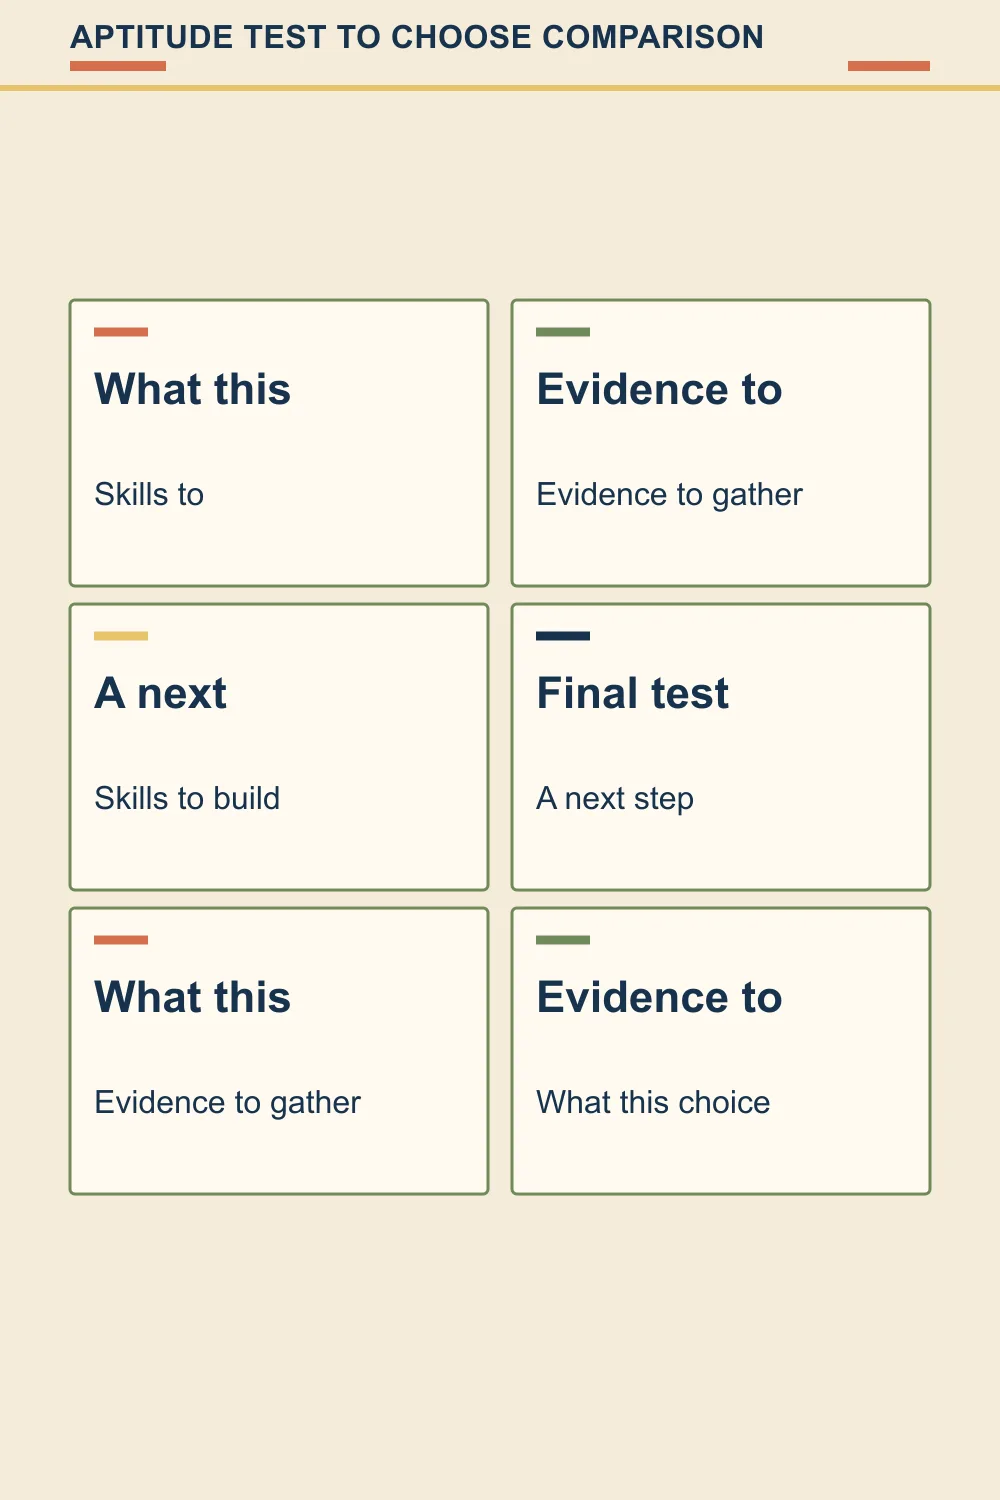 APTITUDE TEST TO CHOOSE COMPARISON
What this
Skills to
Evidence to
Evidence to gather
A next
Skills to build
Final test
A next step
What this
Evidence to gather
Evidence to
What this choice